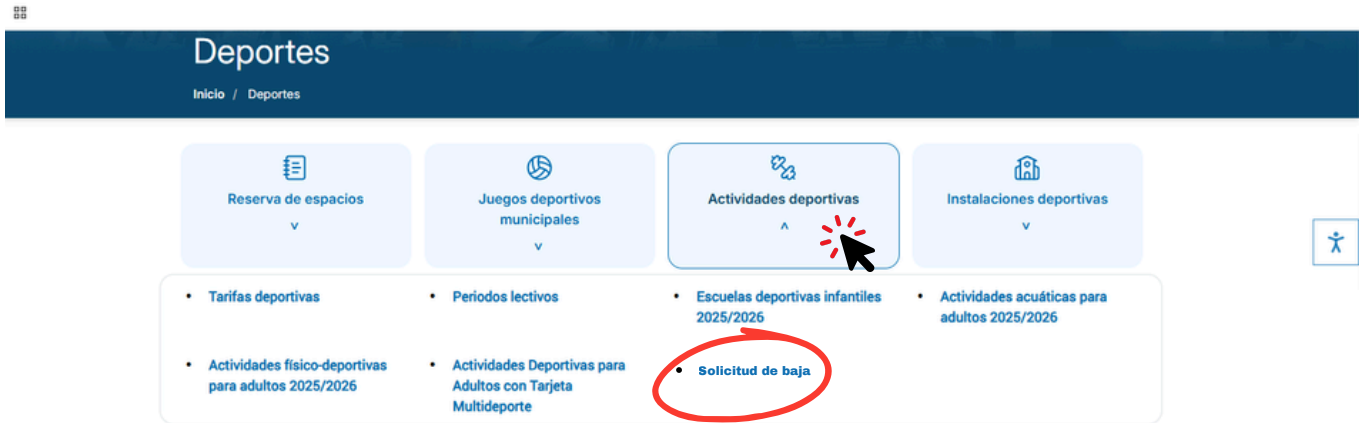 Deportes
Inicio / Deportes
Reserva de espacios
v
Juegos deportivos
municipales
v
Actividades deportivas
^
Instalaciones deportivas
v
• Tarifas deportivas
• Periodos lectivos
• Escuelas deportivas infantiles
2025/2026
• Actividades acuáticas para
adultos 2025/2026
• Actividades físico-deportivas
para adultos 2025/2026
• Actividades Deportivas para
Adultos con Tarjeta
Multideporte
• Solicitud de baja